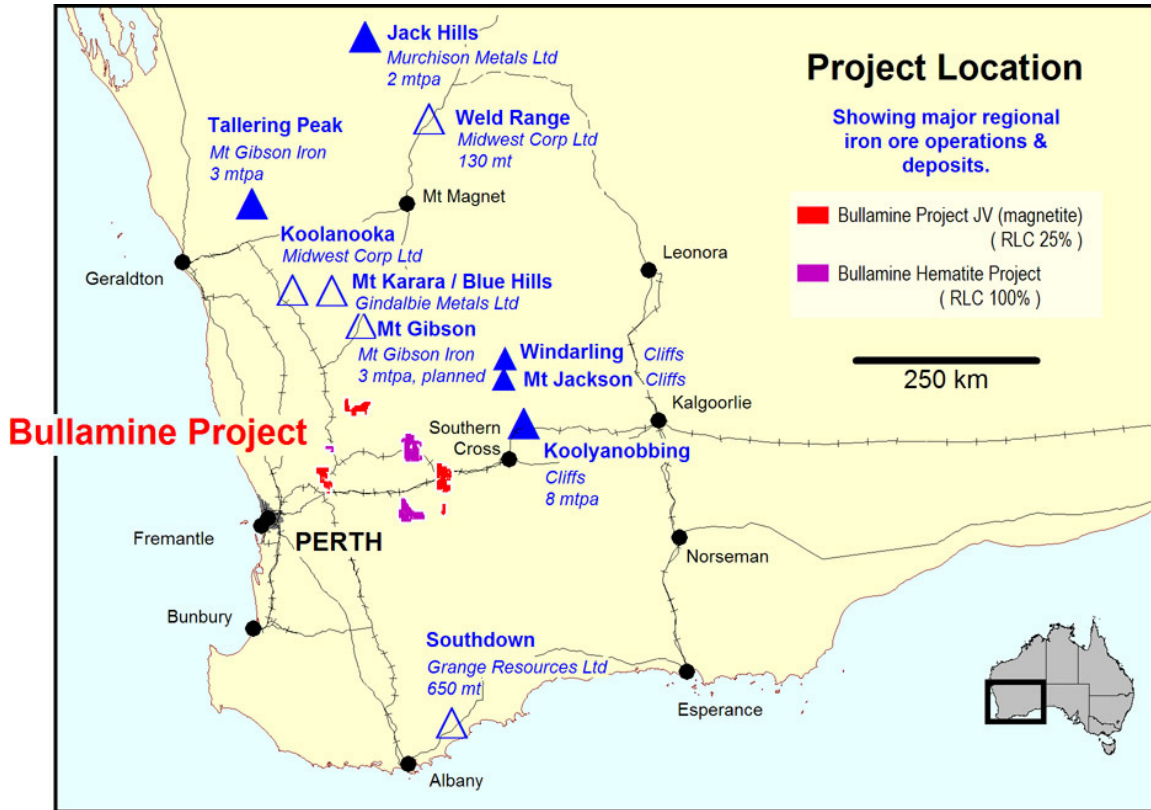 Jack Hills
Murchison Metals Ltd
2 mtpa
Project Location
Showing major regional
iron ore operations &
deposits.
Weld Range
Midwest Corp Ltd
130 mt
Tallering Peak
Mt Gibson Iron
3 mtpa
Mt Magnet
Bullamine Project JV (magnetite)
( RLC 25% )
Bullamine Hematite Project
( RLC 100% )
Koolanooka
Midwest Corp Ltd
Geraldton
Leonora
Mt Karara / Blue Hills
Gindalbie Metals Ltd
Mt Gibson
Mt Gibson Iron
3 mtpa, planned
Windarling Cliffs
Mt Jackson Cliffs
250 km
Kalgoorlie
Bullamine Project
Southern
Cross
Koolyanobbing
Cliffs
8 mtpa
Fremantle
PERTH
Norseman
Bunbury
Southdown
Grange Resources Ltd
650 mt
Esperance
Albany